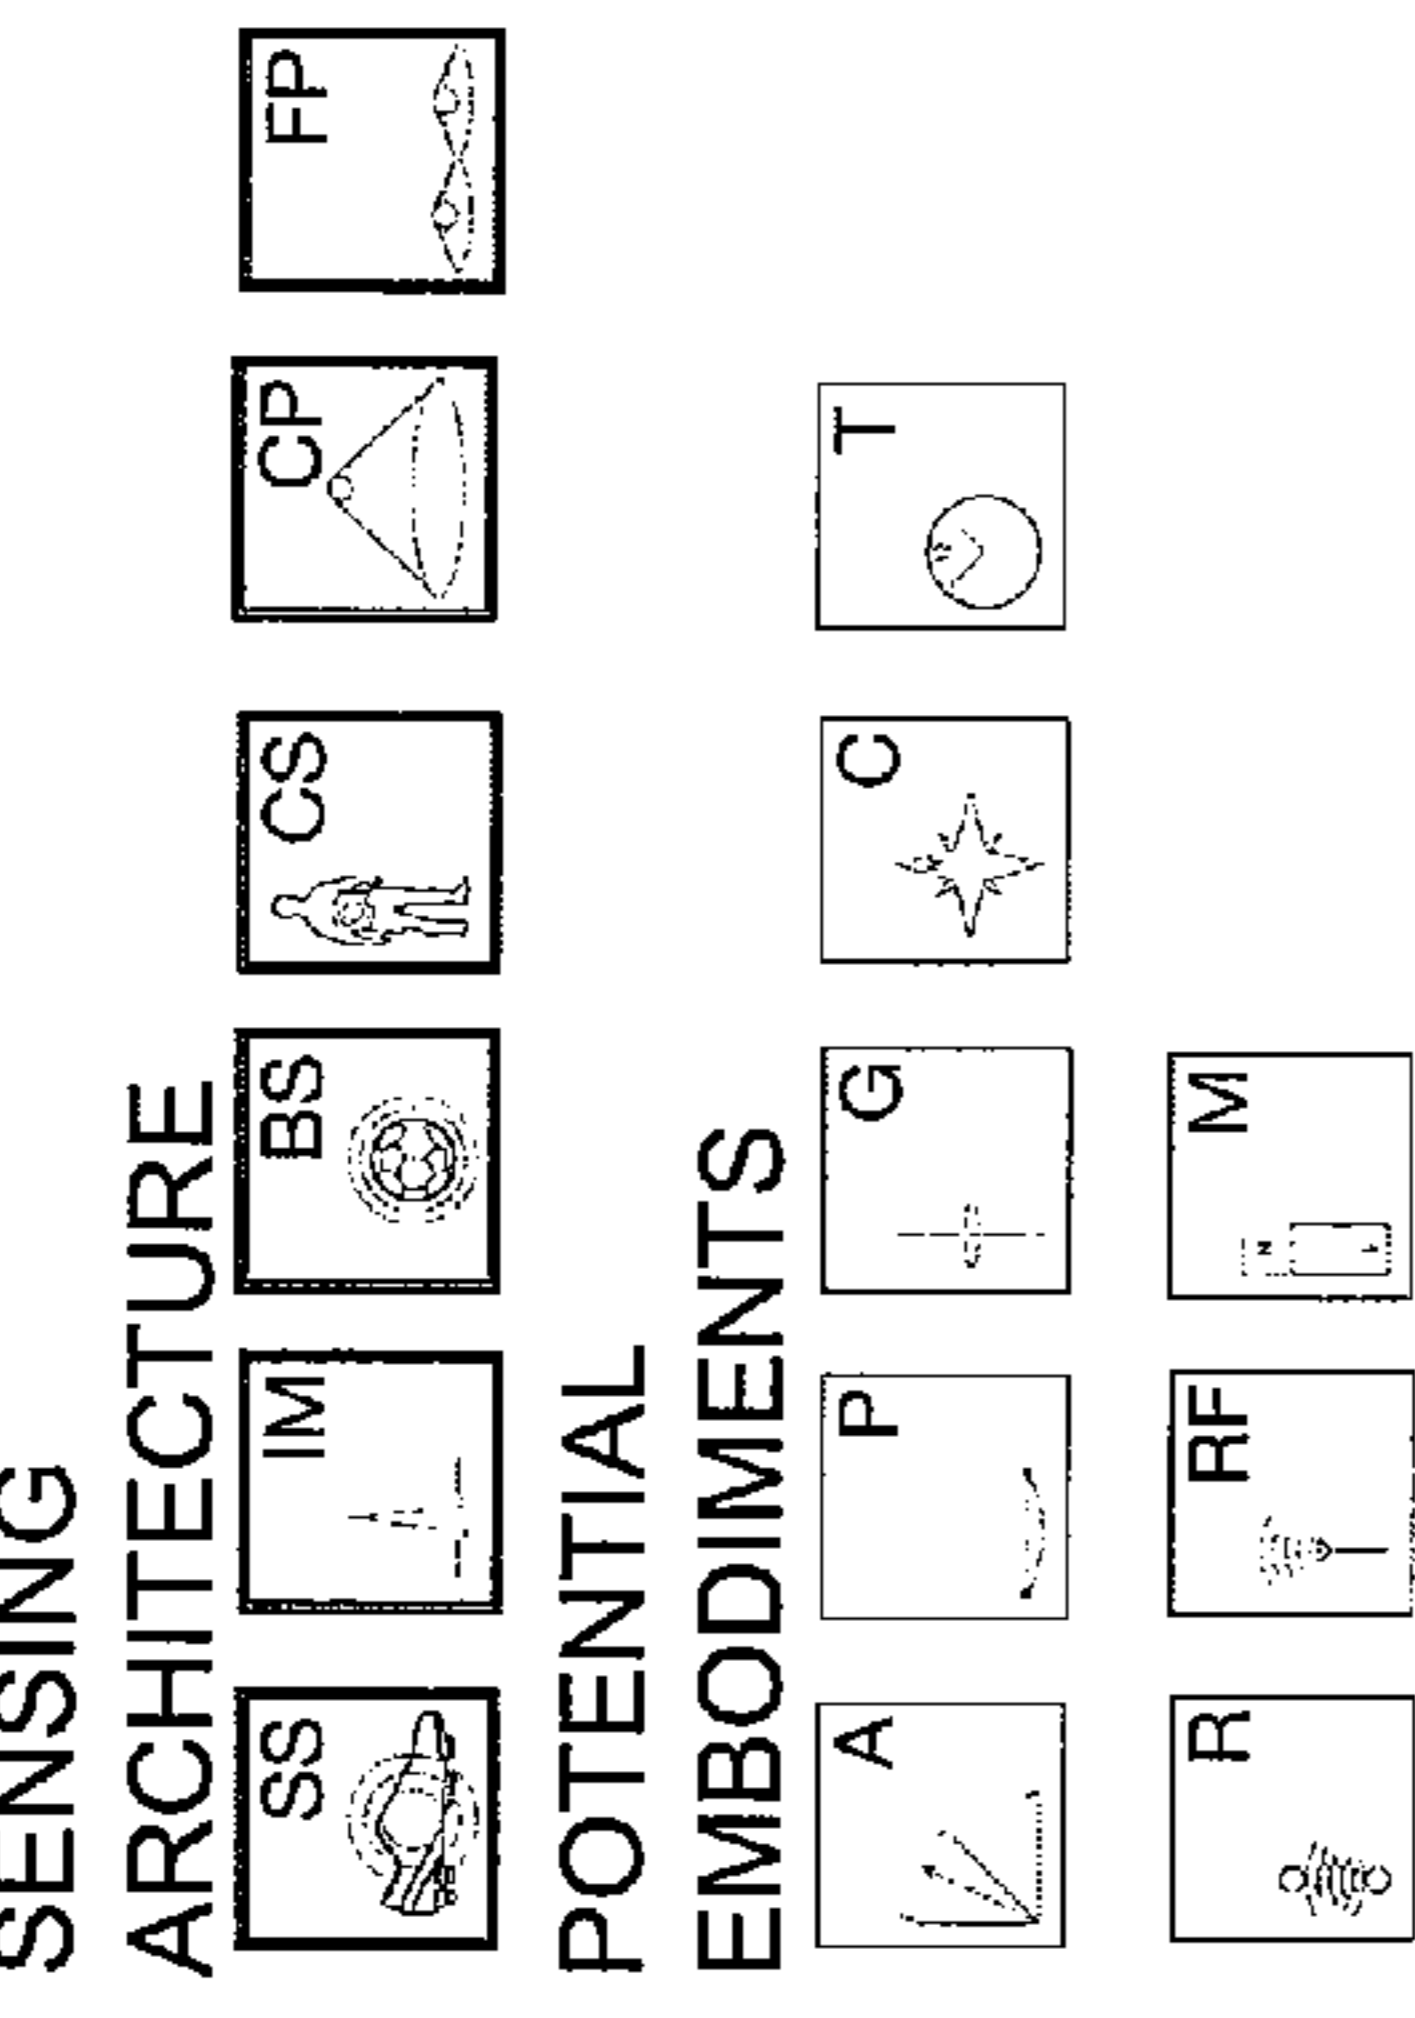 SENSING
ARCHITECTURE
SS IM BS CS CP FP
POTENTIAL
EMBODIMENTS
A P G C T
R RF M